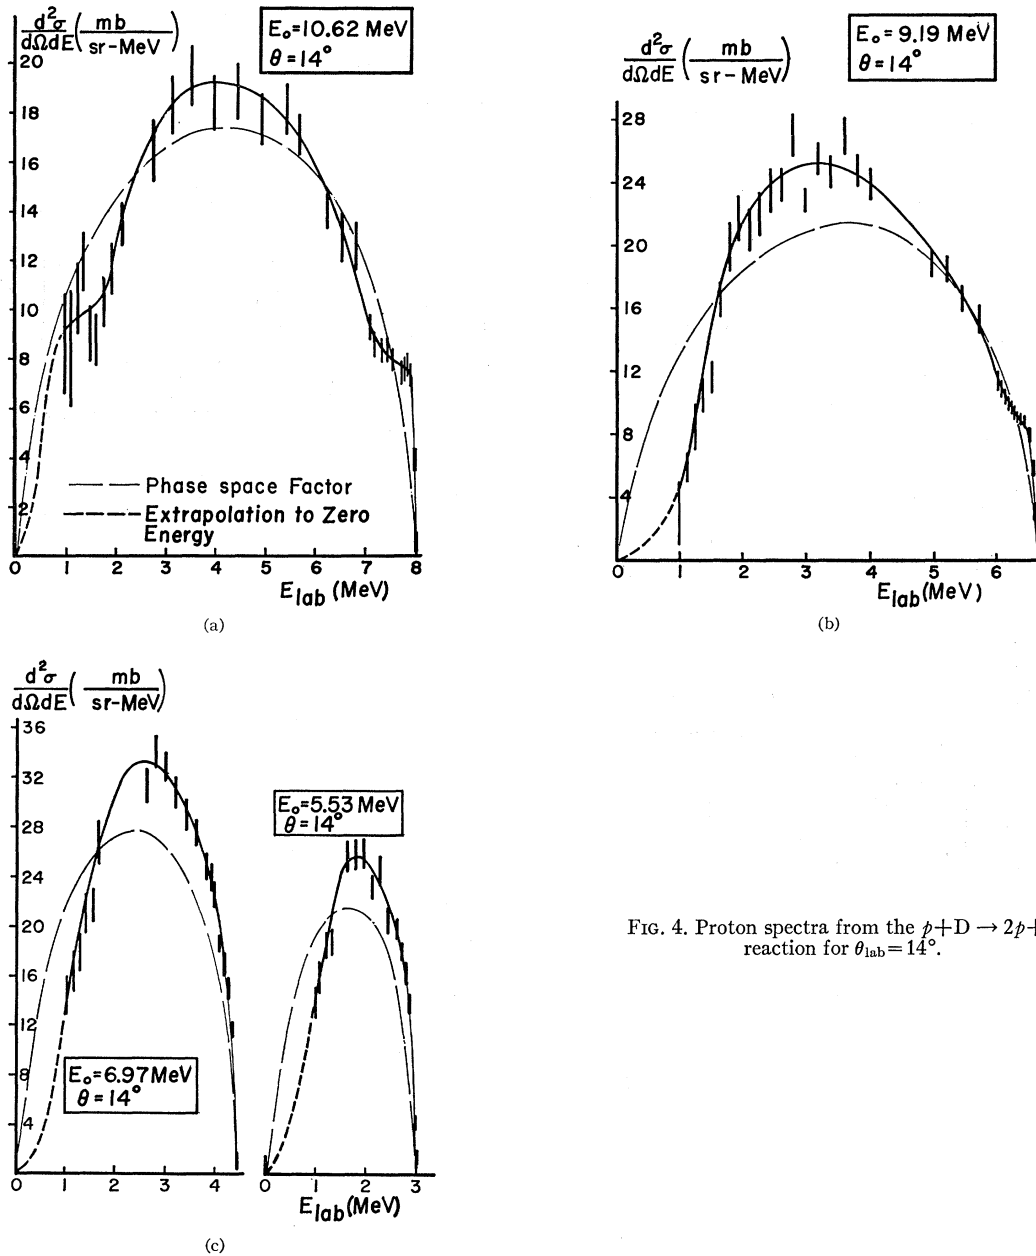 d²σ/dΩdE (mb/sr-MeV)
E₀=10.62 MeV
θ=14°
20
18
16
14
12
10
8
6
4
2
— — Phase space Factor
---- Extrapolation to Zero
Energy
0 1 2 3 4 5 6 7 8
E_lab (MeV)
(a)
d²σ/dΩdE (mb/sr-MeV)
E₀=9.19 MeV
θ=14°
28
24
20
16
12
8
4
0 1 2 3 4 5 6
E_lab (MeV)
(b)
d²σ/dΩdE (mb/sr-MeV)
36
32
28
24
20
16
12
8
4
E₀=6.97 MeV
θ=14°
0 1 2 3 4
E₀=5.53 MeV
θ=14°
0 1 2 3
E_lab (MeV)
(c)
FIG. 4. Proton spectra from the p+D → 2p+
reaction for θ_lab=14°.